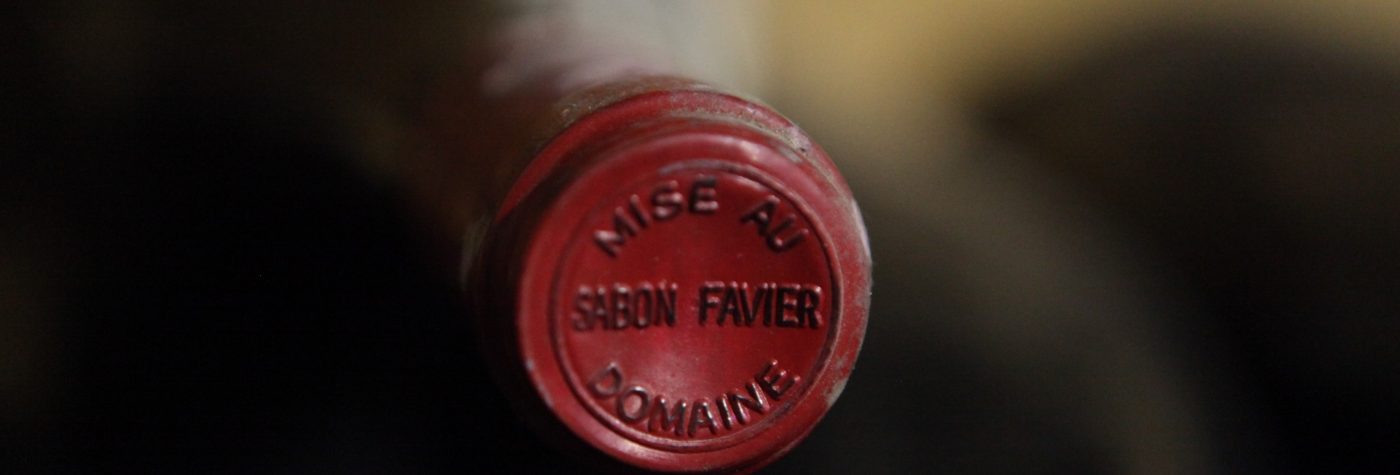 MISE AU
SABON FAVIER
DOMAINE